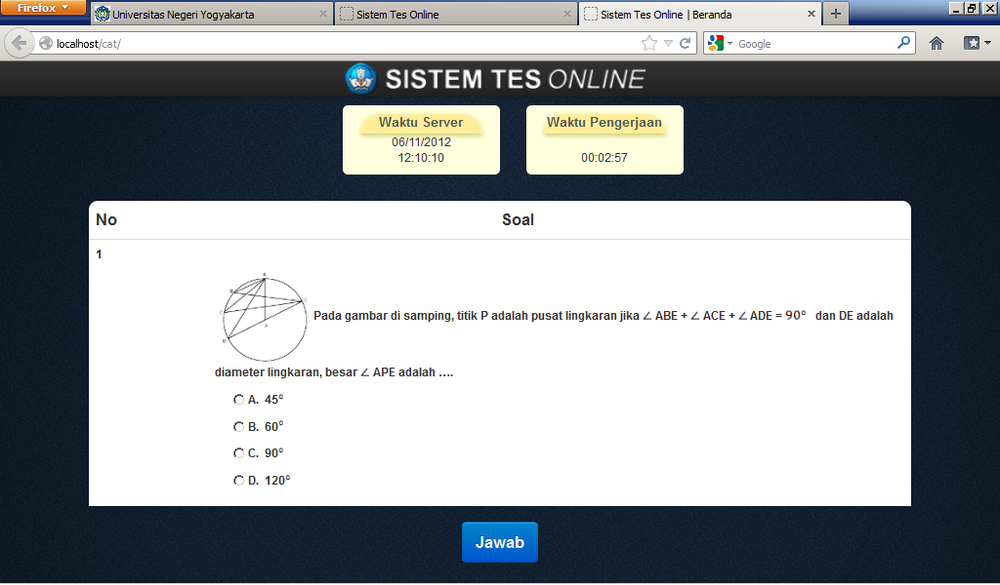 Firefox
Universitas Negeri Yogyakarta
Sistem Tes Online
Sistem Tes Online | Beranda
localhost/cat/
Google
SISTEM TES ONLINE
Waktu Server
06/11/2012
12:10:10
Waktu Pengerjaan
00:02:57
No Soal
1
A
Pada gambar di samping, titik P adalah pusat lingkaran jika ∠ ABE + ∠ ACE + ∠ ADE = 90° dan DE adalah
diameter lingkaran, besar ∠ APE adalah ....
A. 45°
B. 60°
C. 90°
D. 120°
Jawab